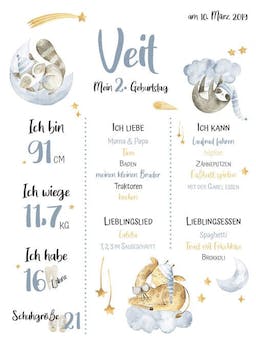 am 10. März 2019
Veit
Mein 2. Geburtstag
Ich bin
91 CM
Ich wiege
11.7 KG
Ich habe
16 Zähne
Schuhgröße 21
ICH LIEBE
Mama & Papa
BADEN
meinen kleinen Bruder
TRAKTOREN
kochen
ICH KANN
Laufrad fahren
hüpfen
ZÄHNEPUTZEN
Fußball spielen
MIT DER GABEL ESSEN
LIEBLINGSLIED
LaLeLu
1, 2, 3 IM SAUSESCHRITT
LIEBLINGSESSEN
Spaghetti
Toast mit Frischkäse
BROKKOLI